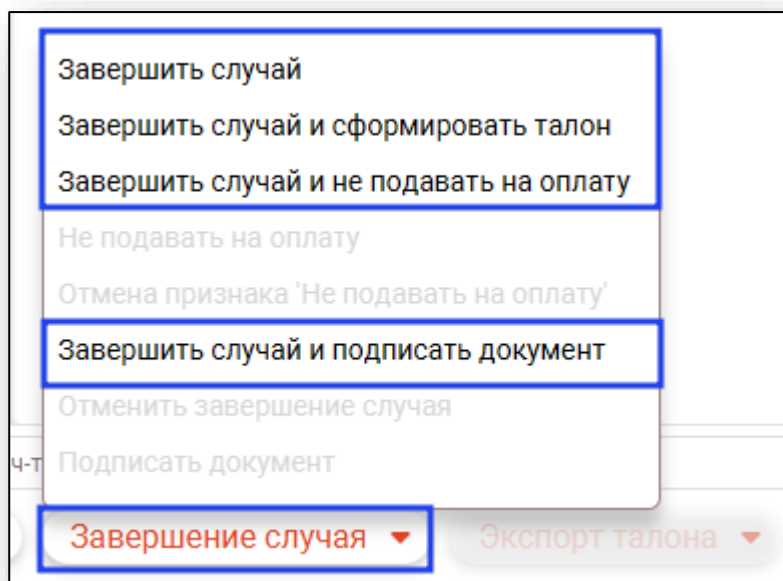 Завершить случай
Завершить случай и сформировать талон
Завершить случай и не подавать на оплату
Не подавать на оплату
Отмена признака 'Не подавать на оплату'
Завершить случай и подписать документ
Отменить завершение случая
ч-т
Подписать документ
Завершение случая
Экспорт талона